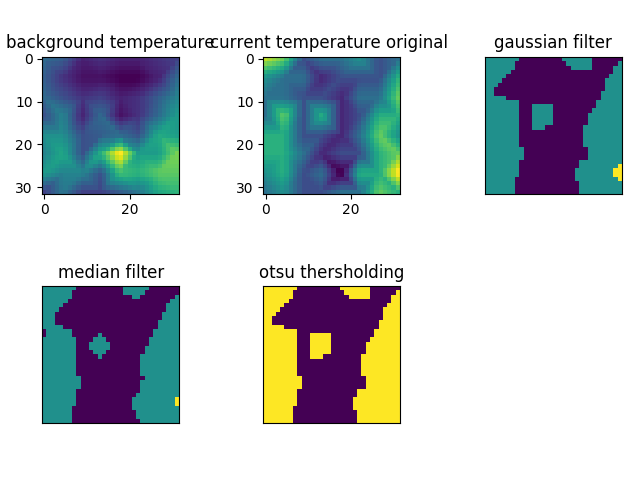 background temperature
current temperature original
gaussian filter
0
10
20
30
0
20
0
10
20
30
0
20
median filter
otsu thersholding